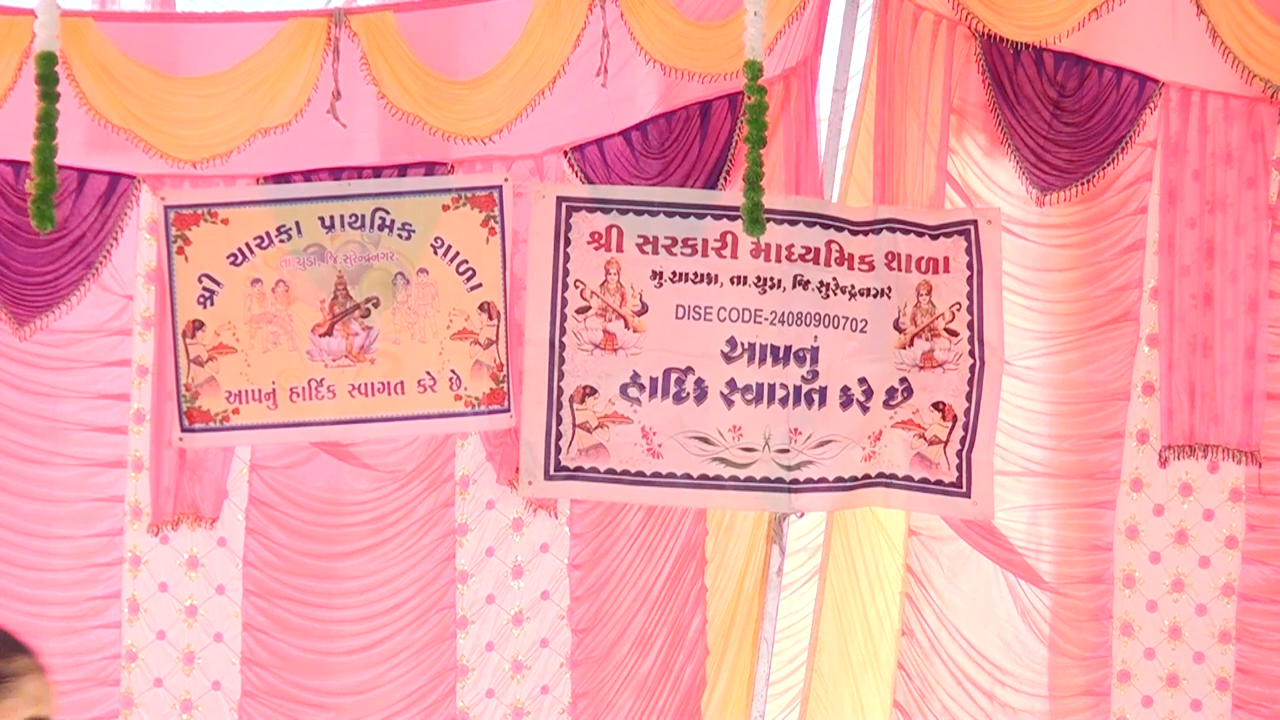 શ્રી ચાચકા પ્રાથમિક શાળા
તા.ચુડા, જિ.સુરેન્દ્રનગર.
આપનું હાર્દિક સ્વાગત કરે છે.
શ્રી સરકારી માધ્યમિક શાળા
મું.ચાચકા, તા.ચુડા, જિ.સુરેન્દ્રનગર
DISE CODE-24080900702
આપનું
હાર્દિક સ્વાગત કરે છે